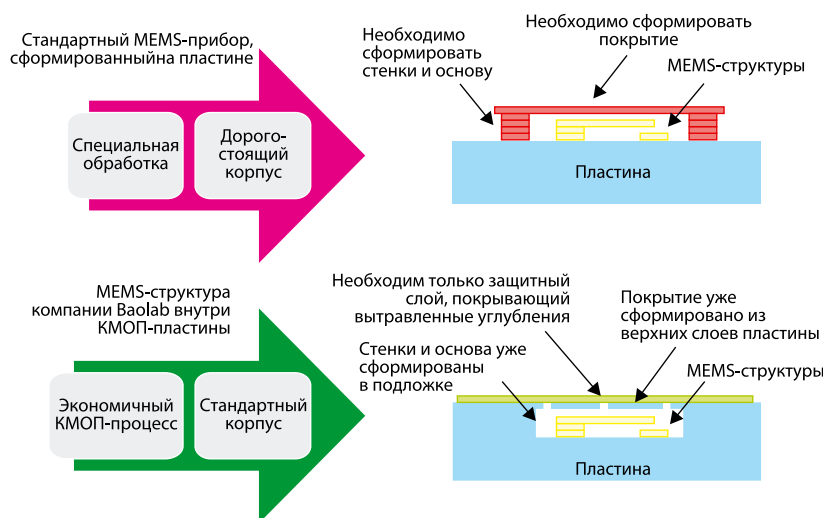 Стандартный MEMS-прибор,
сформированныйна пластине
Специальная
обработка
Дорого-
стоящий
корпус
Необходимо
сформировать
стенки и основу
Необходимо сформировать
покрытие
MEMS-структуры
Пластина
MEMS-структура
компании Baolab внутри
КМОП-пластины
Экономичный
КМОП-процесс
Стандартный
корпус
Необходим только защитный
слой, покрывающий
вытравленные углубления
Стенки и основа уже
сформированы
в подложке
Покрытие уже
сформировано из
верхних слоев пластины
MEMS-структуры
Пластина